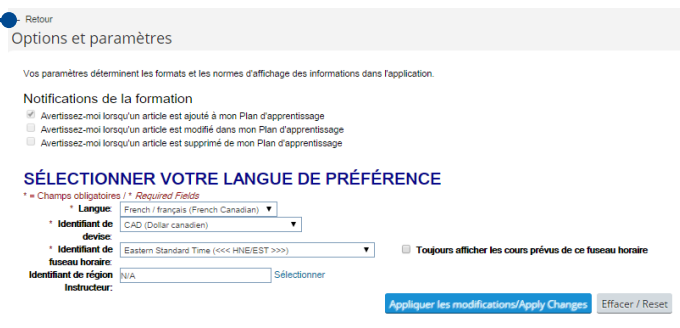 Retour
Options et paramètres
Vos paramètres déterminent les formats et les normes d'affichage des informations dans l'application.
Notifications de la formation
Avertissez-moi lorsqu'un article est ajouté à mon Plan d'apprentissage
Avertissez-moi lorsqu'un article est modifié dans mon Plan d'apprentissage
Avertissez-moi lorsqu'un article est supprimé de mon Plan d'apprentissage
SÉLECTIONNER VOTRE LANGUE DE PRÉFÉRENCE
* = Champs obligatoires / * Required Fields
* Langue: French / français (French Canadian)
* Identifiant de devise: CAD (Dollar canadien)
* Identifiant de fuseau horaire: Eastern Standard Time (<<< HNE/EST >>>) Toujours afficher les cours prévus de ce fuseau horaire
Identifiant de région Instructeur: N/A Sélectionner
Appliquer les modifications/Apply Changes Effacer / Reset